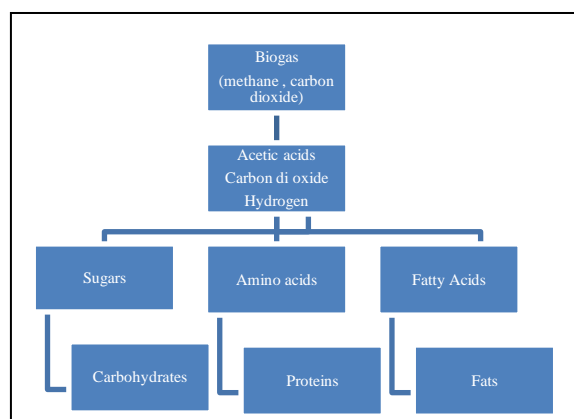 Biogas
(methane , carbon
dioxide)
Acetic acids
Carbon di oxide
Hydrogen
Sugars
Amino acids
Fatty Acids
Carbohydrates
Proteins
Fats